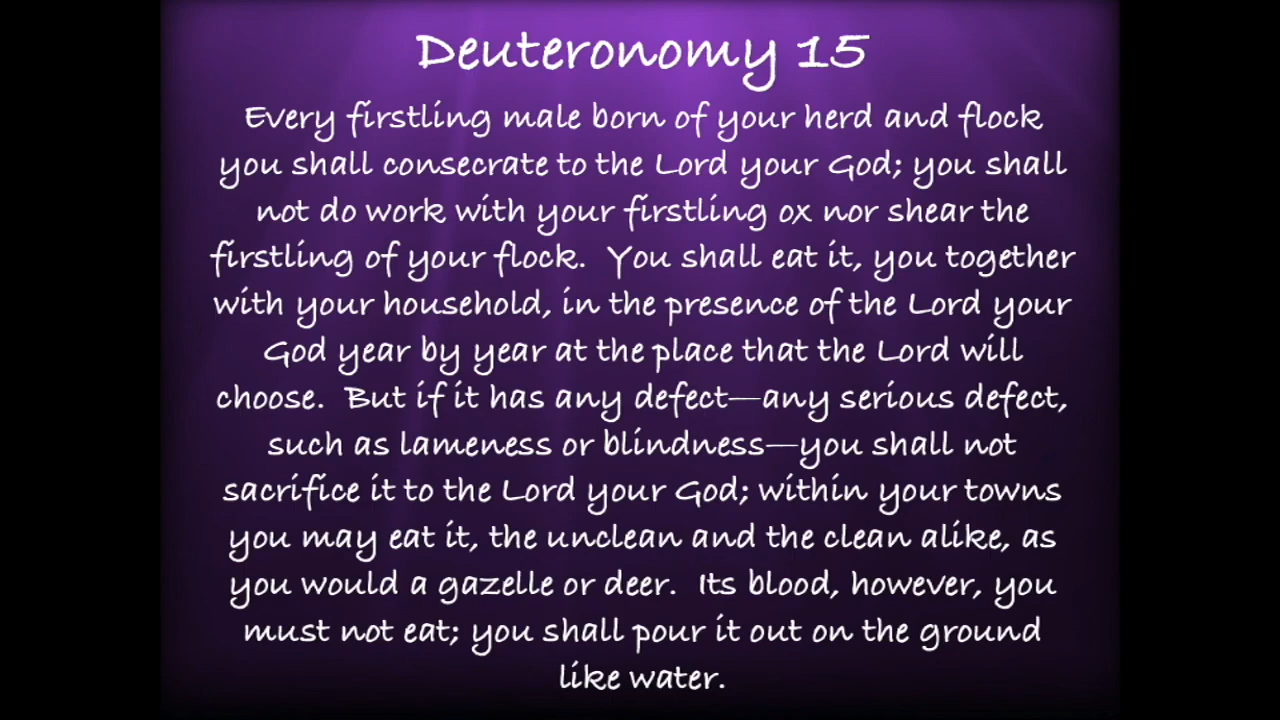 Deuteronomy 15
Every firstling male born of your herd and flock
you shall consecrate to the Lord your God; you shall
not do work with your firstling ox nor shear the
firstling of your flock. You shall eat it, you together
with your household, in the presence of the Lord your
God year by year at the place that the Lord will
choose. But if it has any defect—any serious defect,
such as lameness or blindness—you shall not
sacrifice it to the Lord your God; within your towns
you may eat it, the unclean and the clean alike, as
you would a gazelle or deer. Its blood, however, you
must not eat; you shall pour it out on the ground
like water.